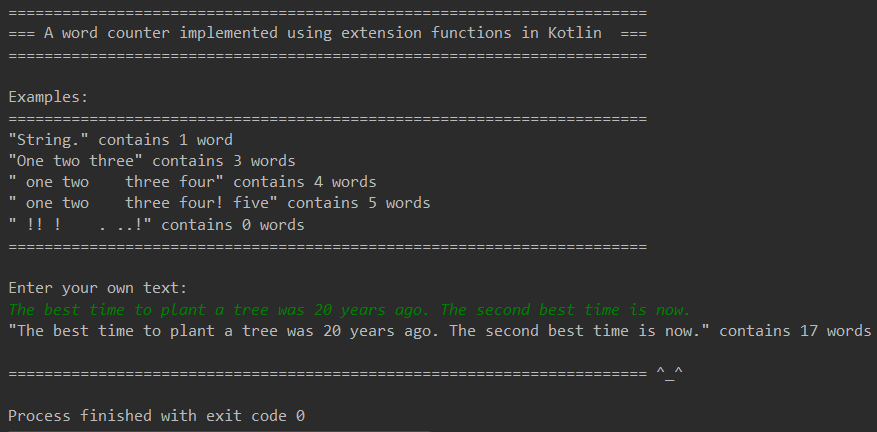 =======================================================================
=== A word counter implemented using extension functions in Kotlin  ===
=======================================================================
Examples:
=======================================================================
"String." contains 1 word
"One two three" contains 3 words
" one two    three four" contains 4 words
" one two    three four! five" contains 5 words
" !! !    . ..!" contains 0 words
=======================================================================
Enter your own text:
The best time to plant a tree was 20 years ago. The second best time is now.
"The best time to plant a tree was 20 years ago. The second best time is now." contains 17 words
======================================================================= ^_^
Process finished with exit code 0